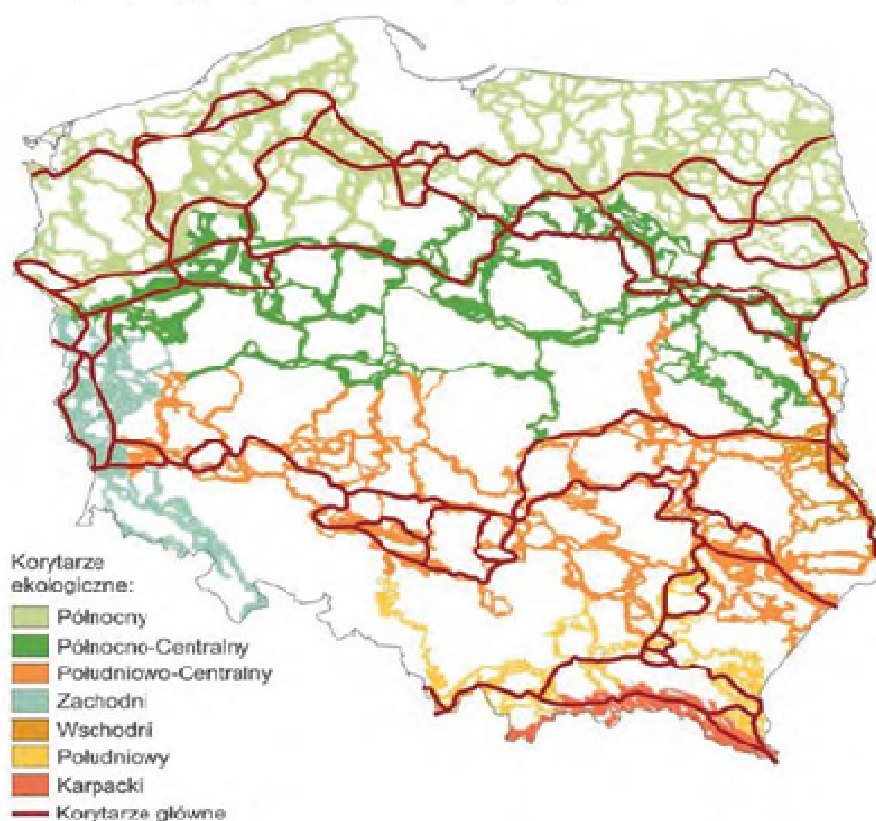 Korytarze
ekologiczne:
Północny
Północno-Centralny
Południowo-Centralny
Zachodni
Wschodni
Południowy
Karpacki
Korytarze główne